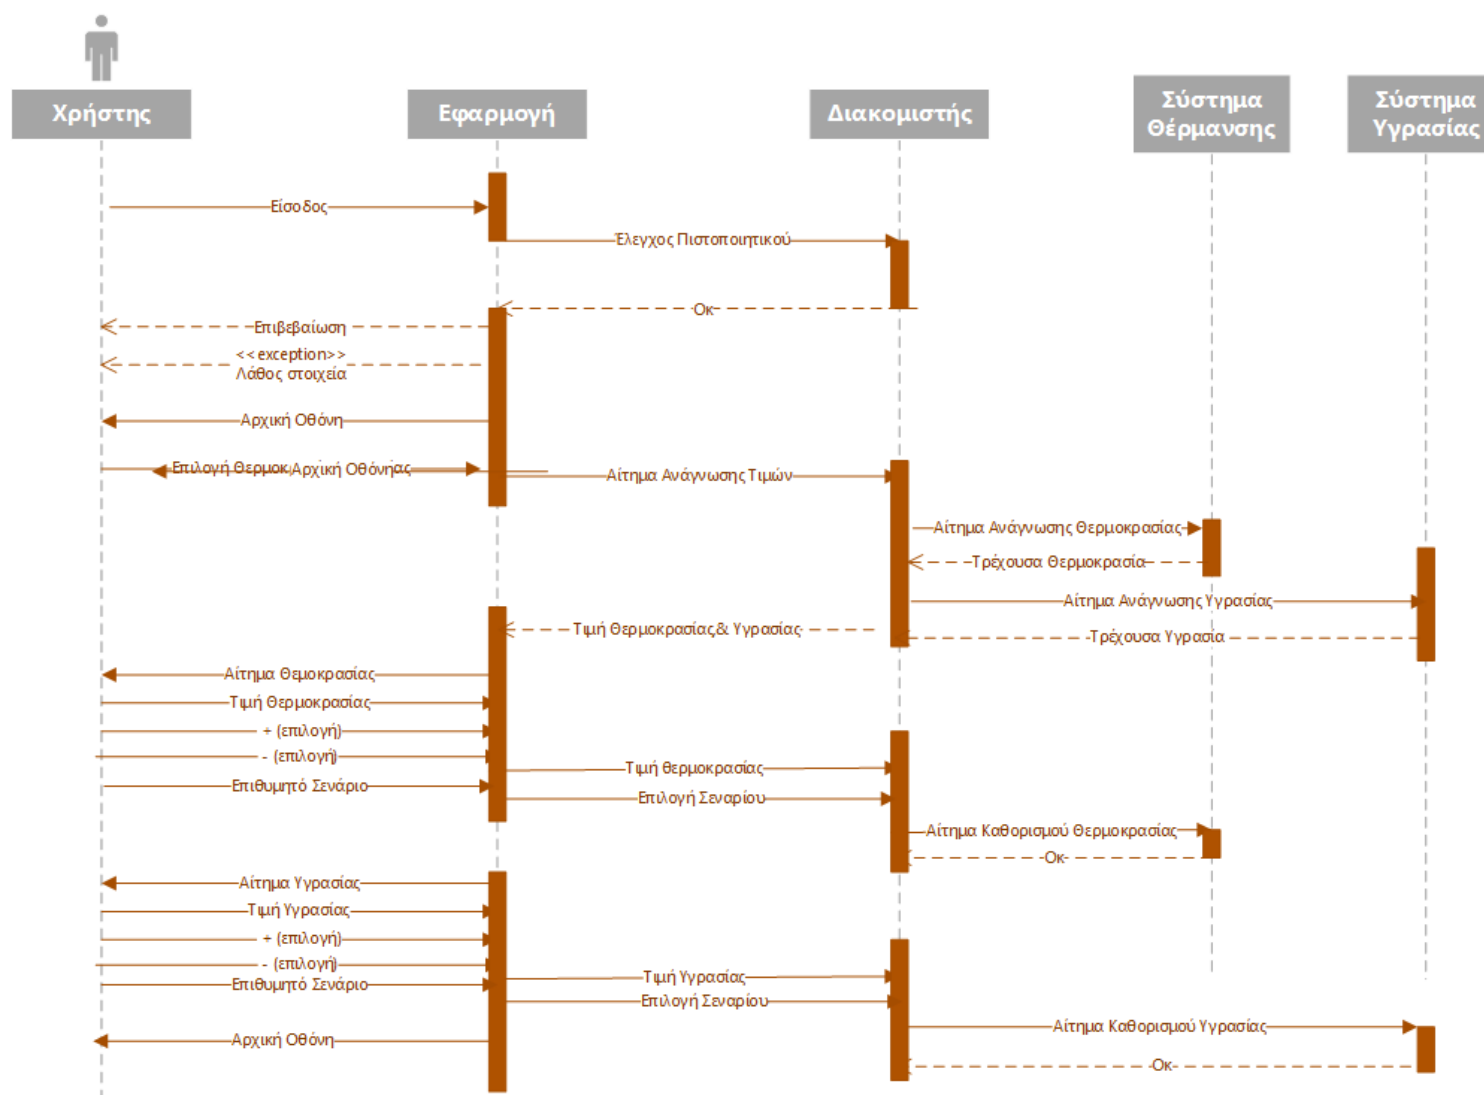 Χρήστης
Εφαρμογή
Διακομιστής
Σύστημα
Θέρμανσης
Σύστημα
Υγρασίας
Είσοδος
Έλεγχος Πιστοποιητικού
Οκ
Επιβεβαίωση
<<exception>>
Λάθος στοιχεία
Αρχική Οθόνη
Επιλογή Αρχική Οθόνη
Αίτημα Ανάγνωσης Τιμών
Αίτημα Ανάγνωσης Θερμοκρασίας
Τρέχουσα Θερμοκρασία
Αίτημα Ανάγνωσης Υγρασίας
Τιμή Θερμοκρασίας & Υγρασίας
Τρέχουσα Υγρασία
Αίτημα Θεμοκρασίας
Τιμή Θερμοκρασίας
+ (επιλογή)
- (επιλογή)
Τιμή θερμοκρασίας
Επιθυμητό Σενάριο
Επιλογή Σεναρίου
Αίτημα Καθορισμού Θερμοκρασίας
Οκ
Αίτημα Υγρασίας
Τιμή Υγρασίας
+ (επιλογή)
- (επιλογή)
Τιμή Υγρασίας
Επιθυμητό Σενάριο
Επιλογή Σεναρίου
Αίτημα Καθορισμού Υγρασίας
Αρχική Οθόνη
Οκ